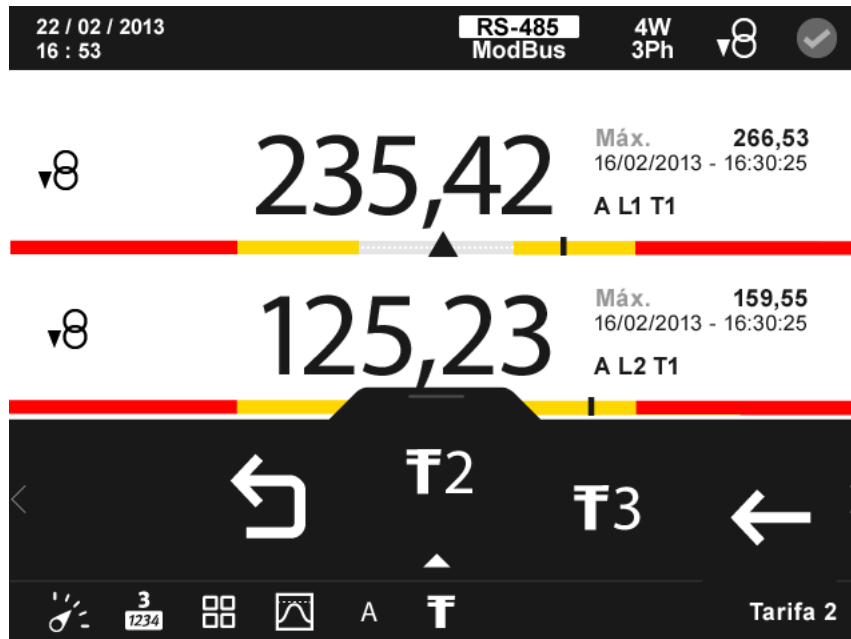 22 / 02 / 2013
16 : 53
RS-485
ModBus
4W
3Ph
235,42
Máx. 266,53
16/02/2013 - 16:30:25
A L1 T1
125,23
Máx. 159,55
16/02/2013 - 16:30:25
A L2 T1
T2
T3
3
1234
A
T
Tarifa 2